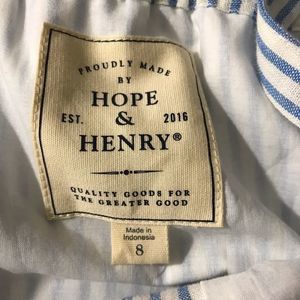 PROUDLY MADE
BY
HOPE
EST. & 2016
HENRY®
QUALITY GOODS FOR
THE GREATER GOOD
Made in
Indonesia
8